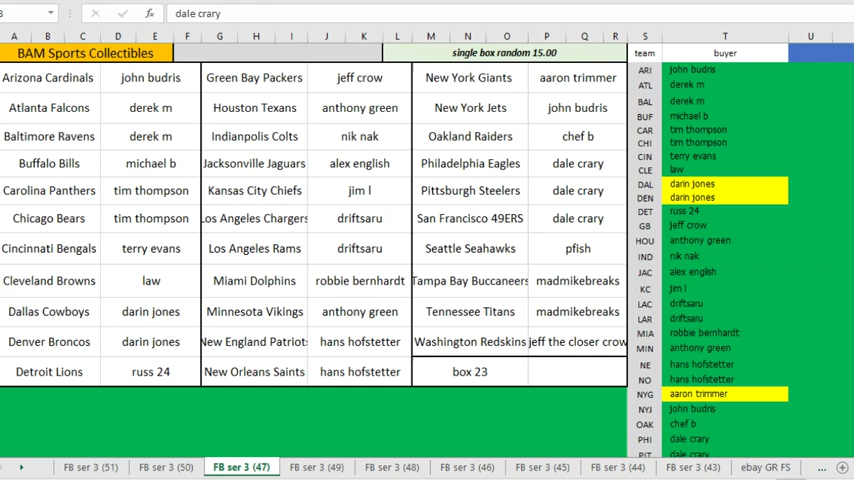 dale crary
A B C D E F G H I J K L M N O P Q R S T U
BAM Sports Collectibles single box random 15.00 team buyer
Arizona Cardinals john budris Green Bay Packers jeff crow New York Giants aaron trimmer ARI john budris
Atlanta Falcons derek m Houston Texans anthony green New York Jets john budris ATL derek m
Baltimore Ravens derek m Indianpolis Colts nik nak Oakland Raiders chef b BAL derek m
Buffalo Bills michael b Jacksonville Jaguars alex english Philadelphia Eagles dale crary BUF michael b
Carolina Panthers tim thompson Kansas City Chiefs jim l Pittsburgh Steelers dale crary CAR tim thompson
Chicago Bears tim thompson Los Angeles Chargers driftsaru San Francisco 49ERS dale crary CHI tim thompson
Cincinnati Bengals terry evans Los Angeles Rams driftsaru Seattle Seahawks pfish CIN terry evans
Cleveland Browns law Miami Dolphins robbie bernhardt Tampa Bay Buccaneers madmikebreaks CLE law
Dallas Cowboys darin jones Minnesota Vikings anthony green Tennessee Titans madmikebreaks DAL darin jones
Denver Broncos darin jones New England Patriots hans hofstetter Washington Redskins jeff the closer crow DEN darin jones
Detroit Lions russ 24 New Orleans Saints hans hofstetter box 23 DET russ 24
GB jeff crow
HOU anthony green
IND nik nak
JAC alex english
KC jim l
LAC driftsaru
LAR driftsaru
MIA robbie bernhardt
MIN anthony green
NE hans hofstetter
NO hans hofstetter
NYG aaron trimmer
NYJ john budris
OAK chef b
PHI dale crary
PIT dale crary
FB ser 3 (51) FB ser 3 (50) FB ser 3 (47) FB ser 3 (49) FB ser 3 (48) FB ser 3 (46) FB ser 3 (45) FB ser 3 (44) FB ser 3 (43) ebay GR FS ...